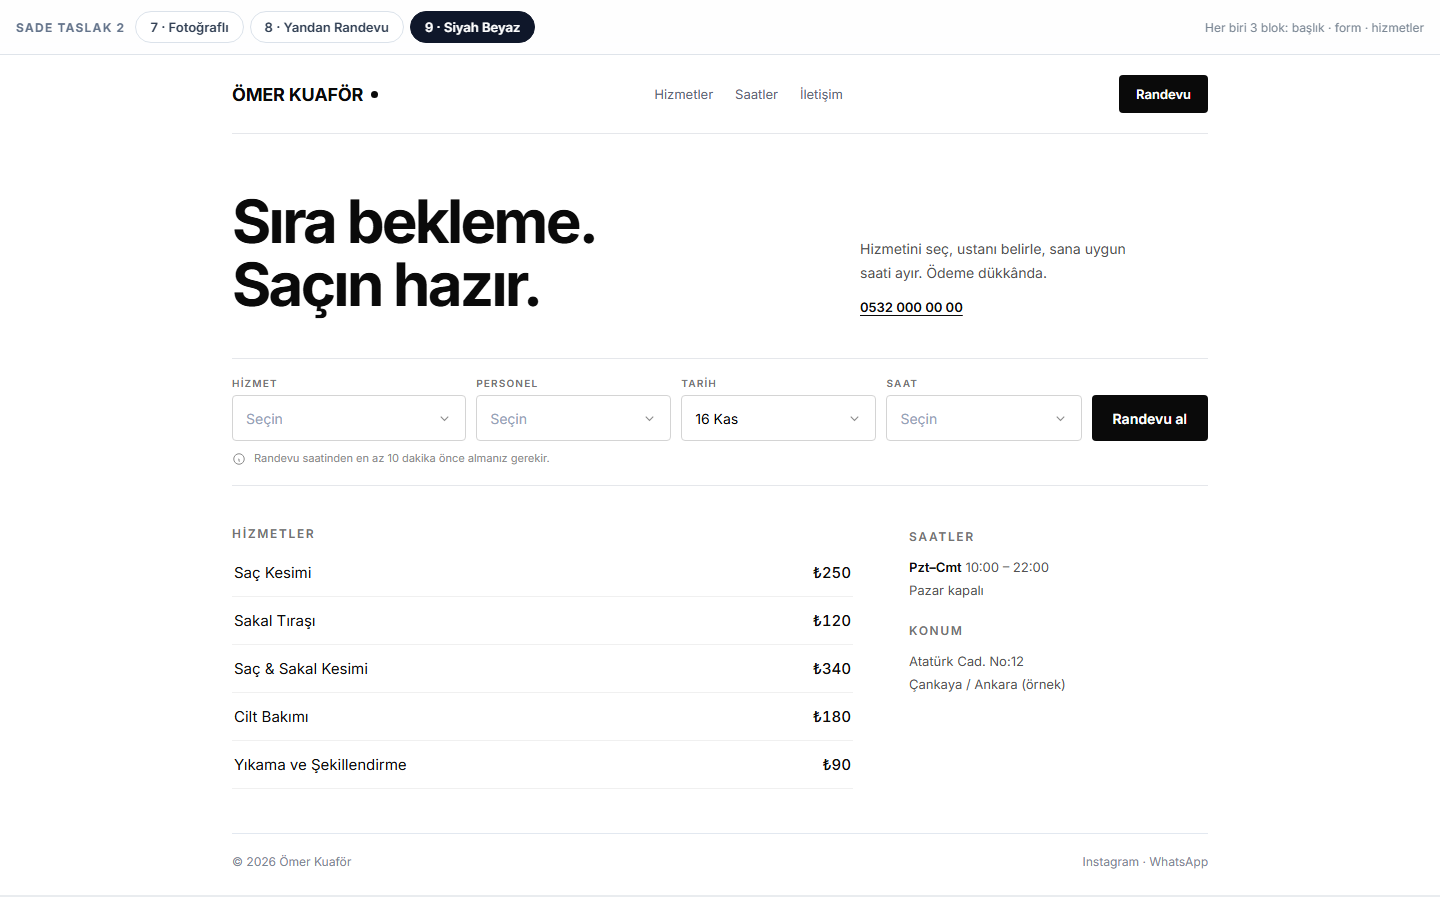 SADE TASLAK 2
7 · Fotoğraflı
8 · Yandan Randevu
9 · Siyah Beyaz
Her biri 3 blok: başlık · form · hizmetler
ÖMER KUAFÖR
Hizmetler
Saatler
İletişim
Randevu
Sıra bekleme.
Saçın hazır.
Hizmetini seç, ustanı belirle, sana uygun
saati ayır. Ödeme dükkânda.
0532 000 00 00
HİZMET
PERSONEL
TARİH
SAAT
Seçin
Seçin
16 Kas
Seçin
Randevu al
Randevu saatinden en az 10 dakika önce almanız gerekir.
HİZMETLER
Saç Kesimi ₺250
Sakal Tıraşı ₺120
Saç & Sakal Kesimi ₺340
Cilt Bakımı ₺180
Yıkama ve Şekillendirme ₺90
SAATLER
Pzt–Cmt 10:00 – 22:00
Pazar kapalı
KONUM
Atatürk Cad. No:12
Çankaya / Ankara (örnek)
© 2026 Ömer Kuaför
Instagram · WhatsApp